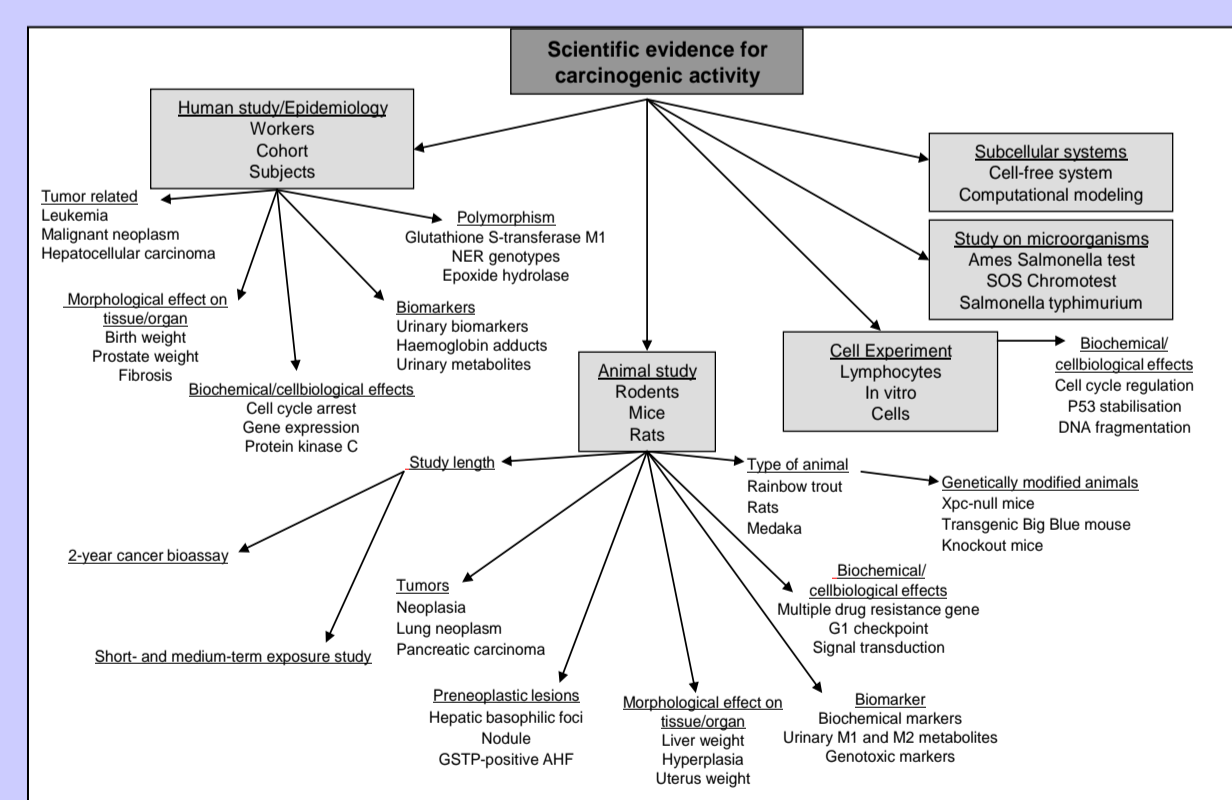 Scientific evidence for
carcinogenic activity
Human study/Epidemiology
Workers
Cohort
Subjects
Subcellular systems
Cell-free system
Computational modeling
Study on microorganisms
Ames Salmonella test
SOS Chromotest
Salmonella typhimurium
Tumor related
Leukemia
Malignant neoplasm
Hepatocellular carcinoma
Polymorphism
Glutathione S-transferase M1
NER genotypes
Epoxide hydrolase
Morphological effect on
tissue/organ
Birth weight
Prostate weight
Fibrosis
Biomarkers
Urinary biomarkers
Haemoglobin adducts
Urinary metabolites
Biochemical/cellbiological effects
Cell cycle arrest
Gene expression
Protein kinase C
Animal study
Rodents
Mice
Rats
Cell Experiment
Lymphocytes
In vitro
Cells
Biochemical/
cellbiological effects
Cell cycle regulation
P53 stabilisation
DNA fragmentation
Study length
2-year cancer bioassay
Short- and medium-term exposure study
Type of animal
Rainbow trout
Rats
Medaka
Genetically modified animals
Xpc-null mice
Transgenic Big Blue mouse
Knockout mice
Tumors
Neoplasia
Lung neoplasm
Pancreatic carcinoma
Biochemical/
cellbiological effects
Multiple drug resistance gene
G1 checkpoint
Signal transduction
Preneoplastic lesions
Hepatic basophilic foci
Nodule
GSTP-positive AHF
Morphological effect on
tissue/organ
Liver weight
Hyperplasia
Uterus weight
Biomarker
Biochemical markers
Urinary M1 and M2 metabolites
Genotoxic markers